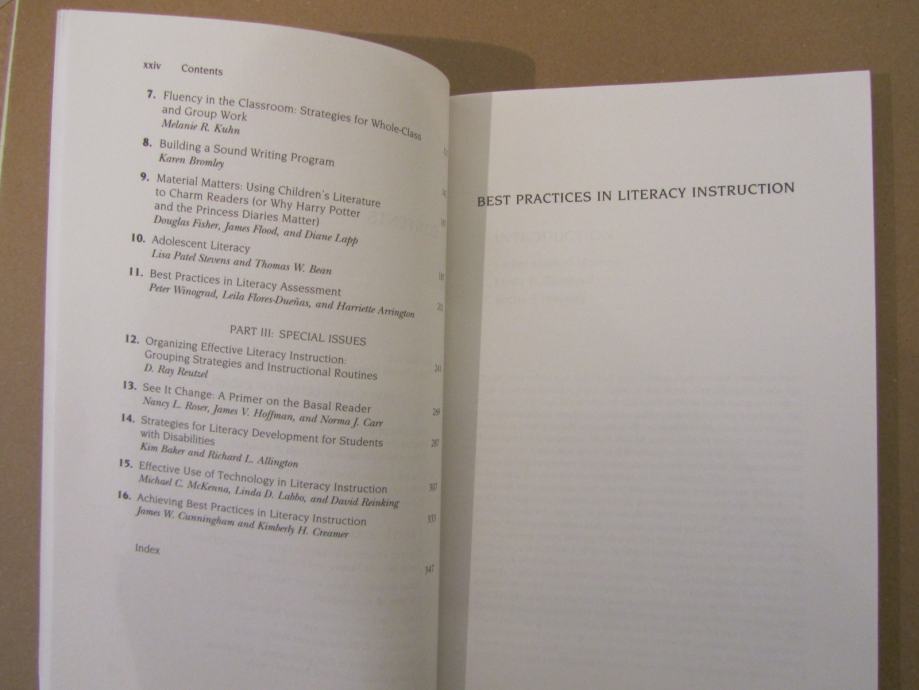 xxiv Contents
7. Fluency in the Classroom: Strategies for Whole-Class
and Group Work
Melanie R. Kuhn
8. Building a Sound Writing Program
Karen Bromley
9. Material Matters: Using Children's Literature
to Charm Readers (or Why Harry Potter
and the Princess Diaries Matter)
Douglas Fisher, James Flood, and Diane Lapp
10. Adolescent Literacy
Lisa Patel Stevens and Thomas W. Bean
11. Best Practices in Literacy Assessment
Peter Winograd, Leila Flores-Dueñas, and Harriette Arrington
PART III: SPECIAL ISSUES
12. Organizing Effective Literacy Instruction:
Grouping Strategies and Instructional Routines 241
D. Ray Reutzel
13. See It Change: A Primer on the Basal Reader 269
Nancy L. Roser, James V. Hoffman, and Norma J. Carr
14. Strategies for Literacy Development for Students 287
with Disabilities
Kim Baker and Richard L. Allington
15. Effective Use of Technology in Literacy Instruction 307
Michael C. McKenna, Linda D. Labbo, and David Reinking
16. Achieving Best Practices in Literacy Instruction 333
James W. Cunningham and Kimberly H. Creamer
Index 347
BEST PRACTICES IN LITERACY INSTRUCTION